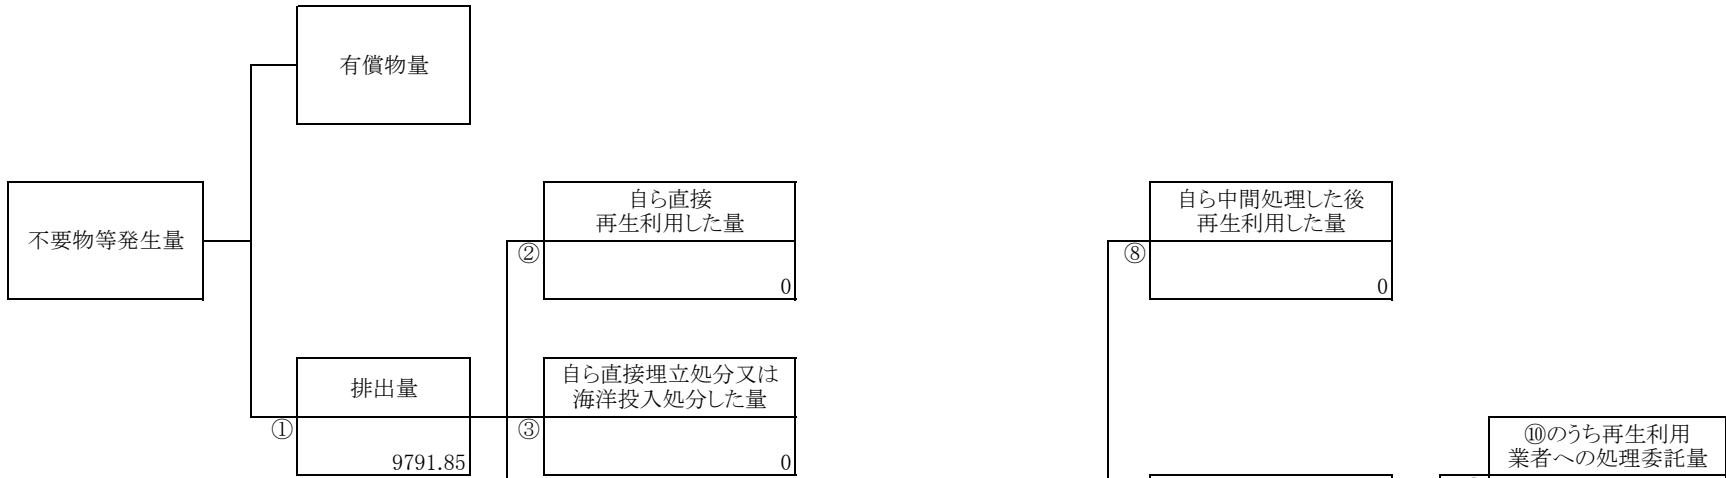 有償物量
不要物等発生量
自ら直接
再生利用した量
②
0
自ら中間処理した後
再生利用した量
⑧
0
排出量
①
9791.85
自ら直接埋立処分又は
海洋投入処分した量
③
0
⑩のうち再生利用
業者への処理委託量